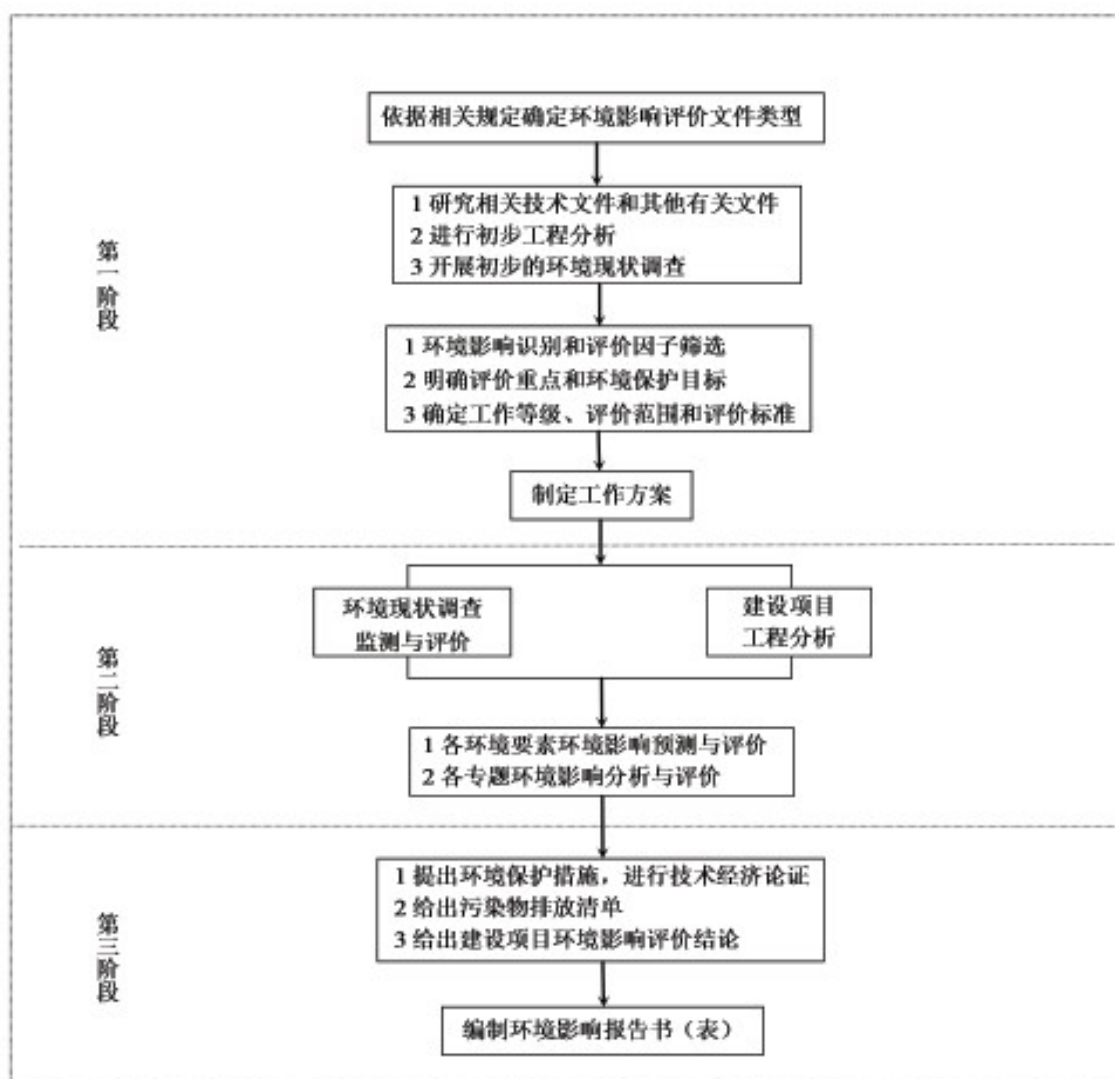 依据相关规定确定环境影响评价文件类型
第一阶段
1 研究相关技术文件和其他有关文件
2 进行初步工程分析
3 开展初步的环境现状调查
1 环境影响识别和评价因子筛选
2 明确评价重点和环境保护目标
3 确定工作等级、评价范围和评价标准
制定工作方案
第二阶段
环境现状调查
监测与评价
建设项目
工程分析
1 各环境要素环境影响预测与评价
2 各专题环境影响分析与评价
第三阶段
1 提出环境保护措施，进行技术经济论证
2 给出污染物排放清单
3 给出建设项目环境影响评价结论
编制环境影响报告书（表）